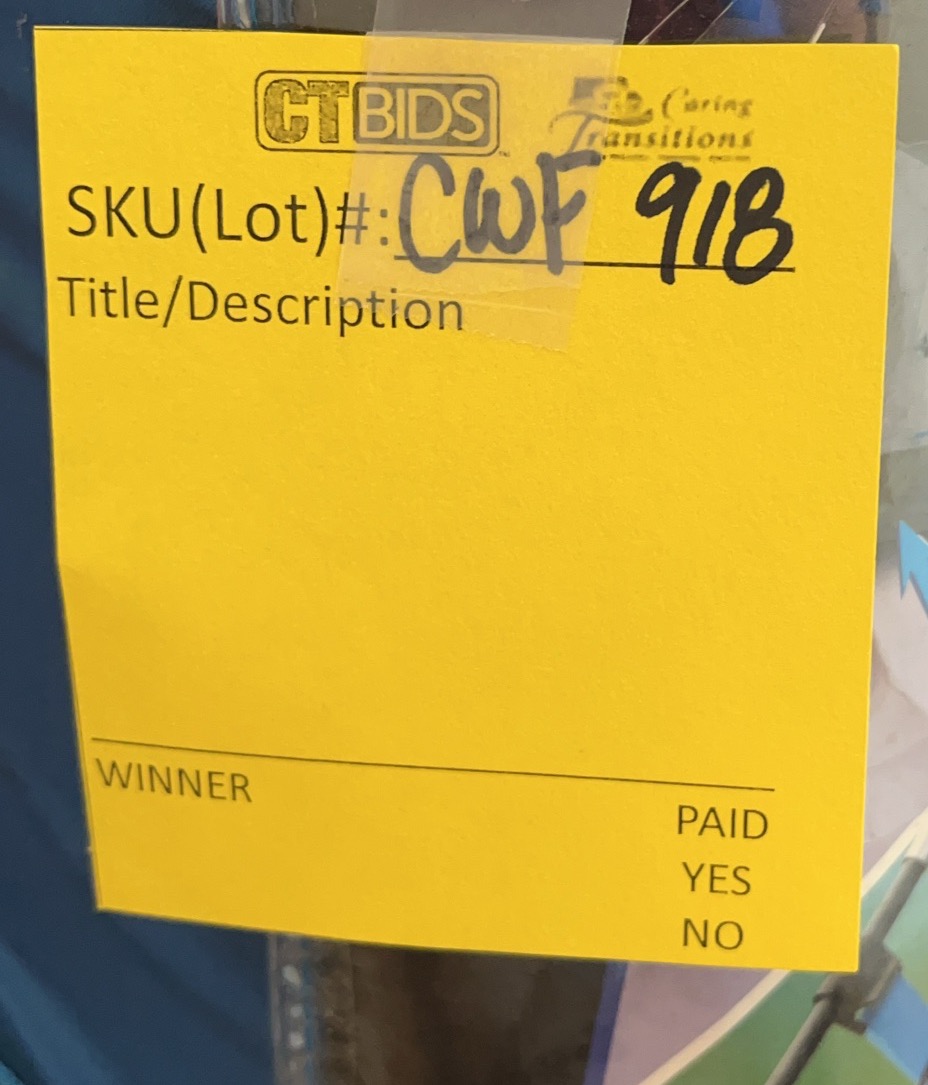 CTBIDS Caring
Transitions
SKU(Lot)#: CWF 918
Title/Description
WINNER
PAID
YES
NO